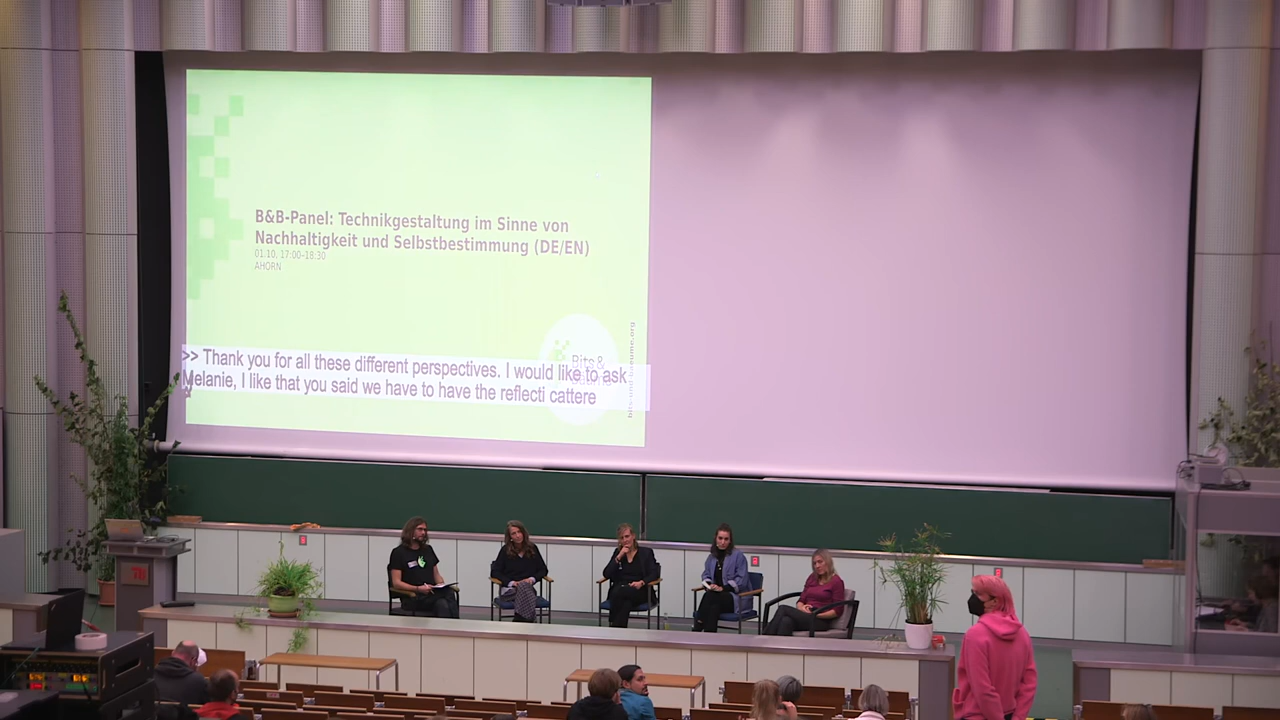 B&B-Panel: Technikgestaltung im Sinne von
Nachhaltigkeit und Selbstbestimmung (DE/EN)
01.10, 17:00-18:30
AHORN
>> Thank you for all these different perspectives. I would like to ask
Melanie, I like that you said we have to have the reflecti cattere
Bits &